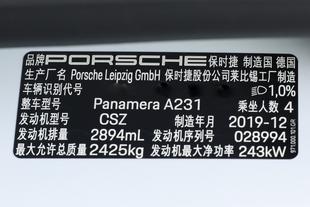 品牌 PORSCHE 保时捷 制造国 德国
生产厂名 Porsche Leipzig GmbH 保时捷股份公司莱比锡工厂
车辆识别代号 1,0%
整车型号 Panamera A231 乘坐人数 4
发动机型号 CSZ 制造年月 2019-12
发动机排量 2894mL 发动机序列号 028994
最大允许总质量 2425kg 发动机最大净功率 243kW